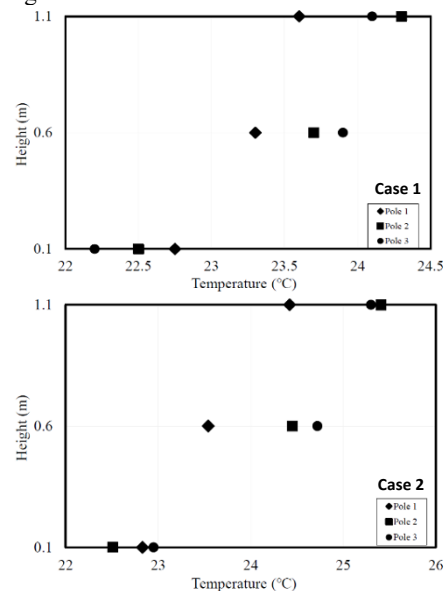 1.1
0.6
0.1
Height (m)
Case 1
Pole 1
Pole 2
Pole 3
22 22.5 23 23.5 24 24.5
Temperature (°C)
1.1
0.6
0.1
Height (m)
Case 2
Pole 1
Pole 2
Pole 3
22 23 24 25 26
Temperature (°C)